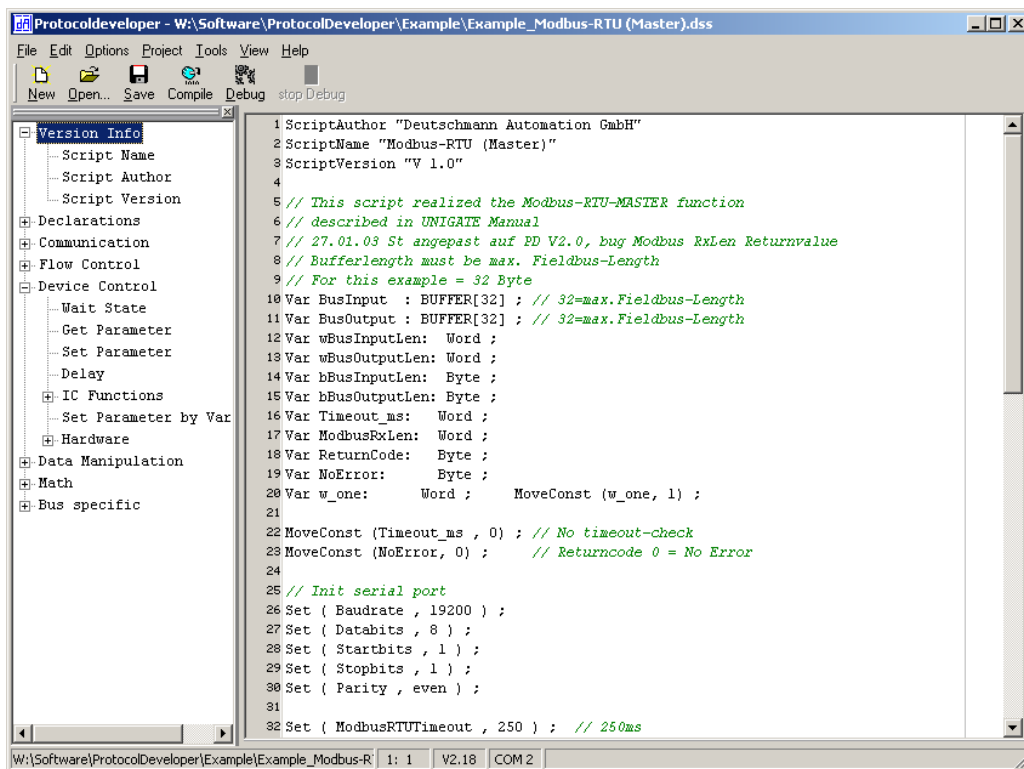 Protocoldeveloper - W:\Software\ProtocolDeveloper\Example\Example_Modbus-RTU (Master).dss
File Edit Options Project Tools View Help
New Open... Save Compile Debug stop Debug
Version Info
Script Name
Script Author
Script Version
Declarations
Communication
Flow Control
Device Control
Wait State
Get Parameter
Set Parameter
Delay
IC Functions
Set Parameter by Var
Hardware
Data Manipulation
Math
Bus specific
1 ScriptAuthor "Deutschmann Automation GmbH"
2 ScriptName "Modbus-RTU (Master)"
3 ScriptVersion "V 1.0"
4
5 // This script realized the Modbus-RTU-MASTER function
6 // described in UNIGATE Manual
7 // 27.01.03 St angepast auf PD V2.0, bug Modbus RxLen Returnvalue
8 // Bufferlength must be max. Fieldbus-Length
9 // For this example = 32 Byte
10 Var BusInput  : BUFFER[32] ; // 32=max.Fieldbus-Length
11 Var BusOutput : BUFFER[32] ; // 32=max.Fieldbus-Length
12 Var wBusInputLen:  Word ;
13 Var wBusOutputLen: Word ;
14 Var bBusInputLen:  Byte ;
15 Var bBusOutputLen: Byte ;
16 Var Timeout_ms:   Word ;
17 Var ModbusRxLen:  Word ;
18 Var ReturnCode:   Byte ;
19 Var NoError:      Byte ;
20 Var w_one:      Word ;     MoveConst (w_one, 1) ;
21
22 MoveConst (Timeout_ms , 0) ; // No timeout-check
23 MoveConst (NoError, 0) ;     // Returncode 0 = No Error
24
25 // Init serial port
26 Set ( Baudrate , 19200 ) ;
27 Set ( Databits , 8 ) ;
28 Set ( Startbits , 1 ) ;
29 Set ( Stopbits , 1 ) ;
30 Set ( Parity , even ) ;
31
32 Set ( ModbusRTUTimeout , 250 ) ;  // 250ms
W:\Software\ProtocolDeveloper\Example\Example_Modbus-R 1: 1 V2.18 COM 2